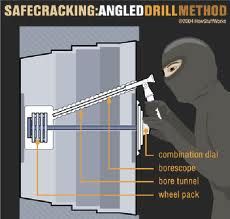 SAFECRACKING:ANGLED DRILL METHOD
©2004 HowStuffWorks
combination dial
borescope
bore tunnel
wheel pack